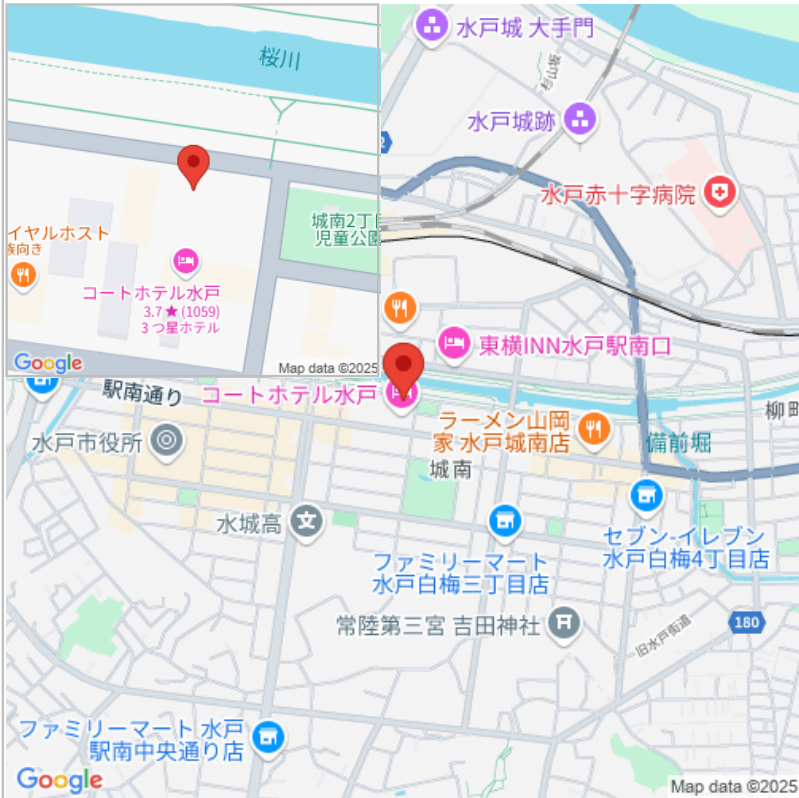 桜川
イヤルホスト
族向き
城南2丁目
児童公園
コートホテル水戸
3.7 ★ (1059)
3 つ星ホテル
Google
Map data ©2025
水戸城 大手門
杉山坂
水戸城跡
水戸赤十字病院
東横INN水戸駅南口
コートホテル水戸
駅南通り
ラーメン山岡
家 水戸城南店
柳町
水戸市役所
備前堀
城南
水城高
ファミリーマート
水戸白梅三丁目店
セブン-イレブン
水戸白梅4丁目店
常陸第三宮 吉田神社
180
旧水戸街道
ファミリーマート 水戸
駅南中央通り店
Google
Map data ©2025